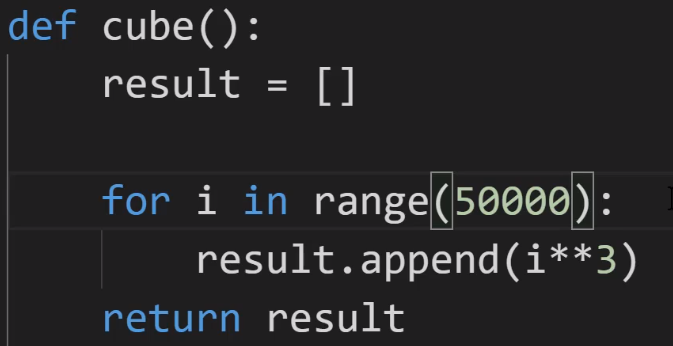 def cube():
    result = []
    for i in range(50000):
        result.append(i**3)
    return result